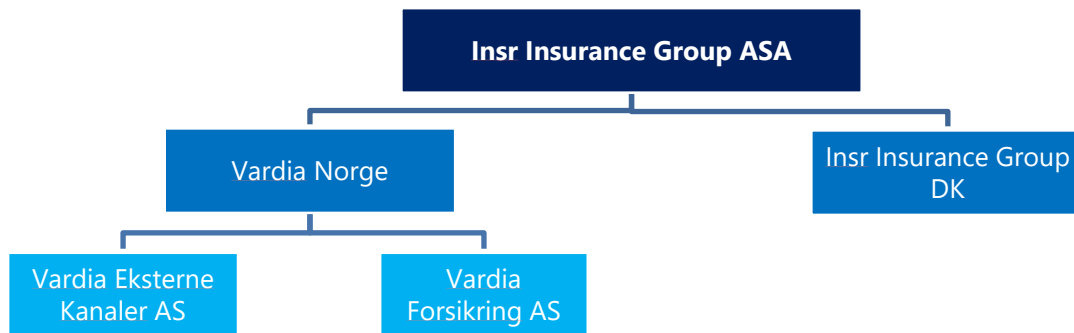 Insr Insurance Group ASA
Vardia Norge
Insr Insurance Group
DK
Vardia Eksterne
Kanaler AS
Vardia
Forsikring AS